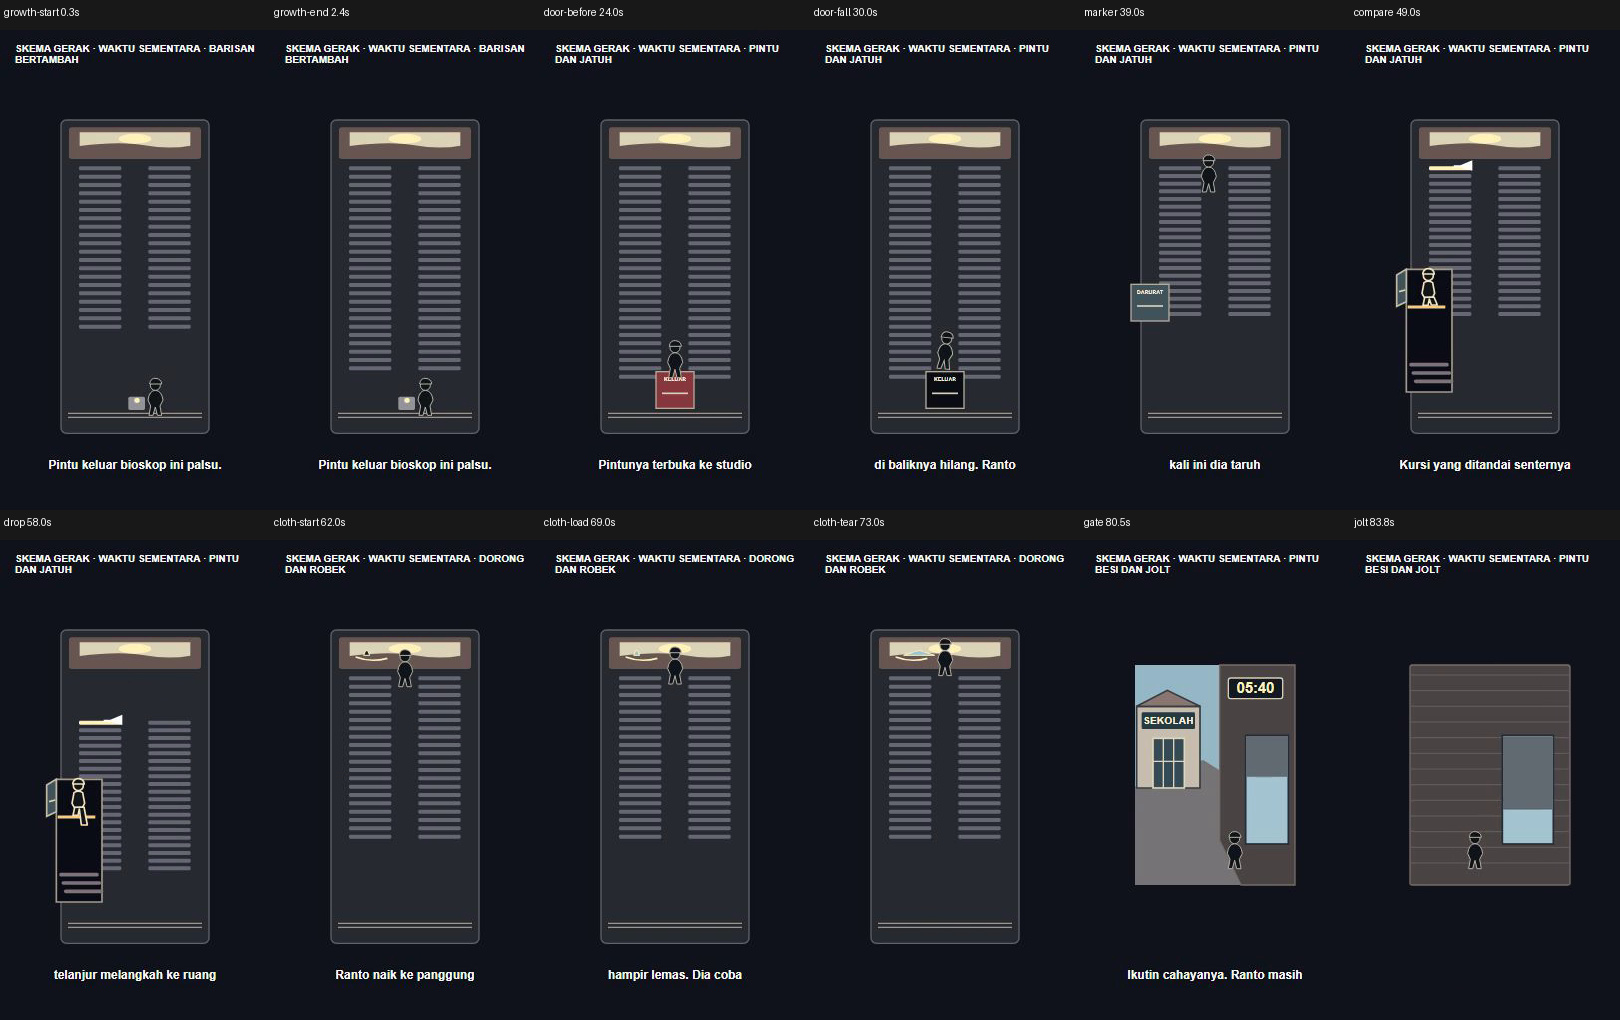 growth-start 0.3s
SKEMA GERAK · WAKTU SEMENTARA · BARISAN
BERTAMBAH
Pintu keluar bioskop ini palsu.
growth-end 2.4s
SKEMA GERAK · WAKTU SEMENTARA · BARISAN
BERTAMBAH
Pintu keluar bioskop ini palsu.
door-before 24.0s
SKEMA GERAK · WAKTU SEMENTARA · PINTU
DAN JATUH
KELUAR
Pintunya terbuka ke studio
door-fall 30.0s
SKEMA GERAK · WAKTU SEMENTARA · PINTU
DAN JATUH
KELUAR
di baliknya hilang. Ranto
marker 39.0s
SKEMA GERAK · WAKTU SEMENTARA · PINTU
DAN JATUH
DARURAT
kali ini dia taruh
compare 49.0s
SKEMA GERAK · WAKTU SEMENTARA · PINTU
DAN JATUH
Kursi yang ditandai senternya
drop 58.0s
SKEMA GERAK · WAKTU SEMENTARA · PINTU
DAN JATUH
telanjur melangkah ke ruang
cloth-start 62.0s
SKEMA GERAK · WAKTU SEMENTARA · DORONG
DAN ROBEK
Ranto naik ke panggung
cloth-load 69.0s
SKEMA GERAK · WAKTU SEMENTARA · DORONG
DAN ROBEK
hampir lemas. Dia coba
cloth-tear 73.0s
SKEMA GERAK · WAKTU SEMENTARA · DORONG
DAN ROBEK
gate 80.5s
SKEMA GERAK · WAKTU SEMENTARA · PINTU
BESI DAN JOLT
05:40
SEKOLAH
Ikutin cahayanya. Ranto masih
jolt 83.8s
SKEMA GERAK · WAKTU SEMENTARA · PINTU
BESI DAN JOLT